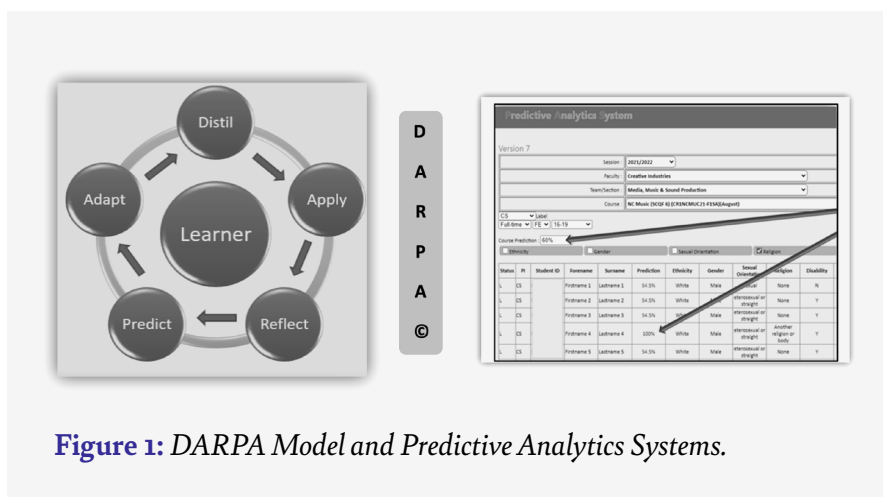 Distil
Adapt
Apply
Learner
Predict
Reflect
D
A
R
P
A
©
Predictive Analytics System
Version 7
Session : 2021/2022
Faculty : Creative Industries
Team/Section : Media, Music & Sound Production
Course : NC Music (SCQF 6) (CR1NCMUC21-F1SA)(August)
CS Label
Full-time FE 16-19
Course Prediction : 60%
Ethnicity Gender Sexual Orientation Religion
Status PI Student ID Forename Surname Prediction Ethnicity Gender Sexual Orientation Religion Disability
L CS Firstname 1 Lastname 1 54.5% White Male None N
L CS Firstname 2 Lastname 2 54.5% White eterosexual or straight None Y
L CS Firstname 3 Lastname 3 54.5% White Male eterosexual or straight None Y
L CS Firstname 4 Lastname 4 100% White Male eterosexual or straight Another religion or body Y
L CS Firstname 5 Lastname 5 54.5% White Male eterosexual or straight None Y
Figure 1: DARPA Model and Predictive Analytics Systems.